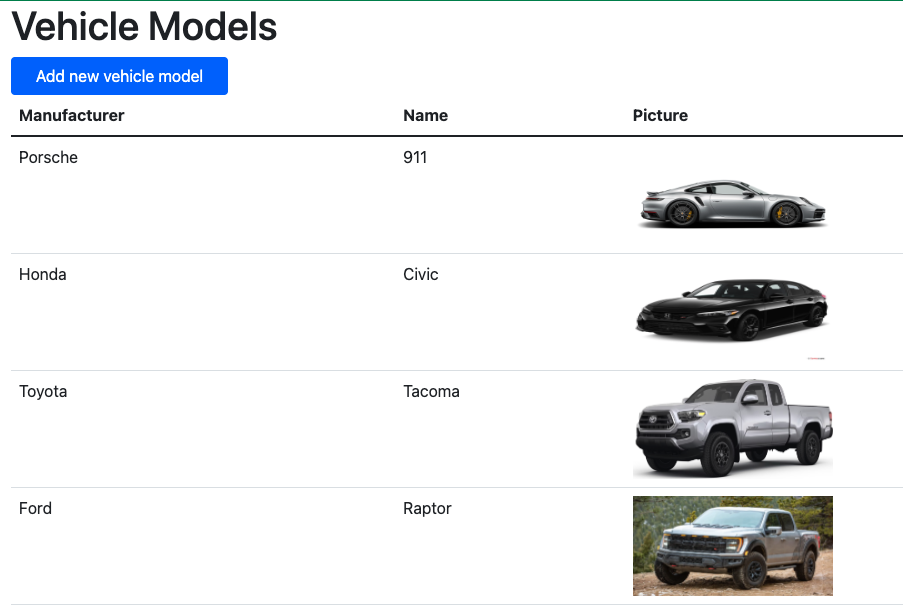 Vehicle Models
Add new vehicle model
Manufacturer Name Picture
Porsche 911
Honda Civic
Toyota Tacoma
Ford Raptor